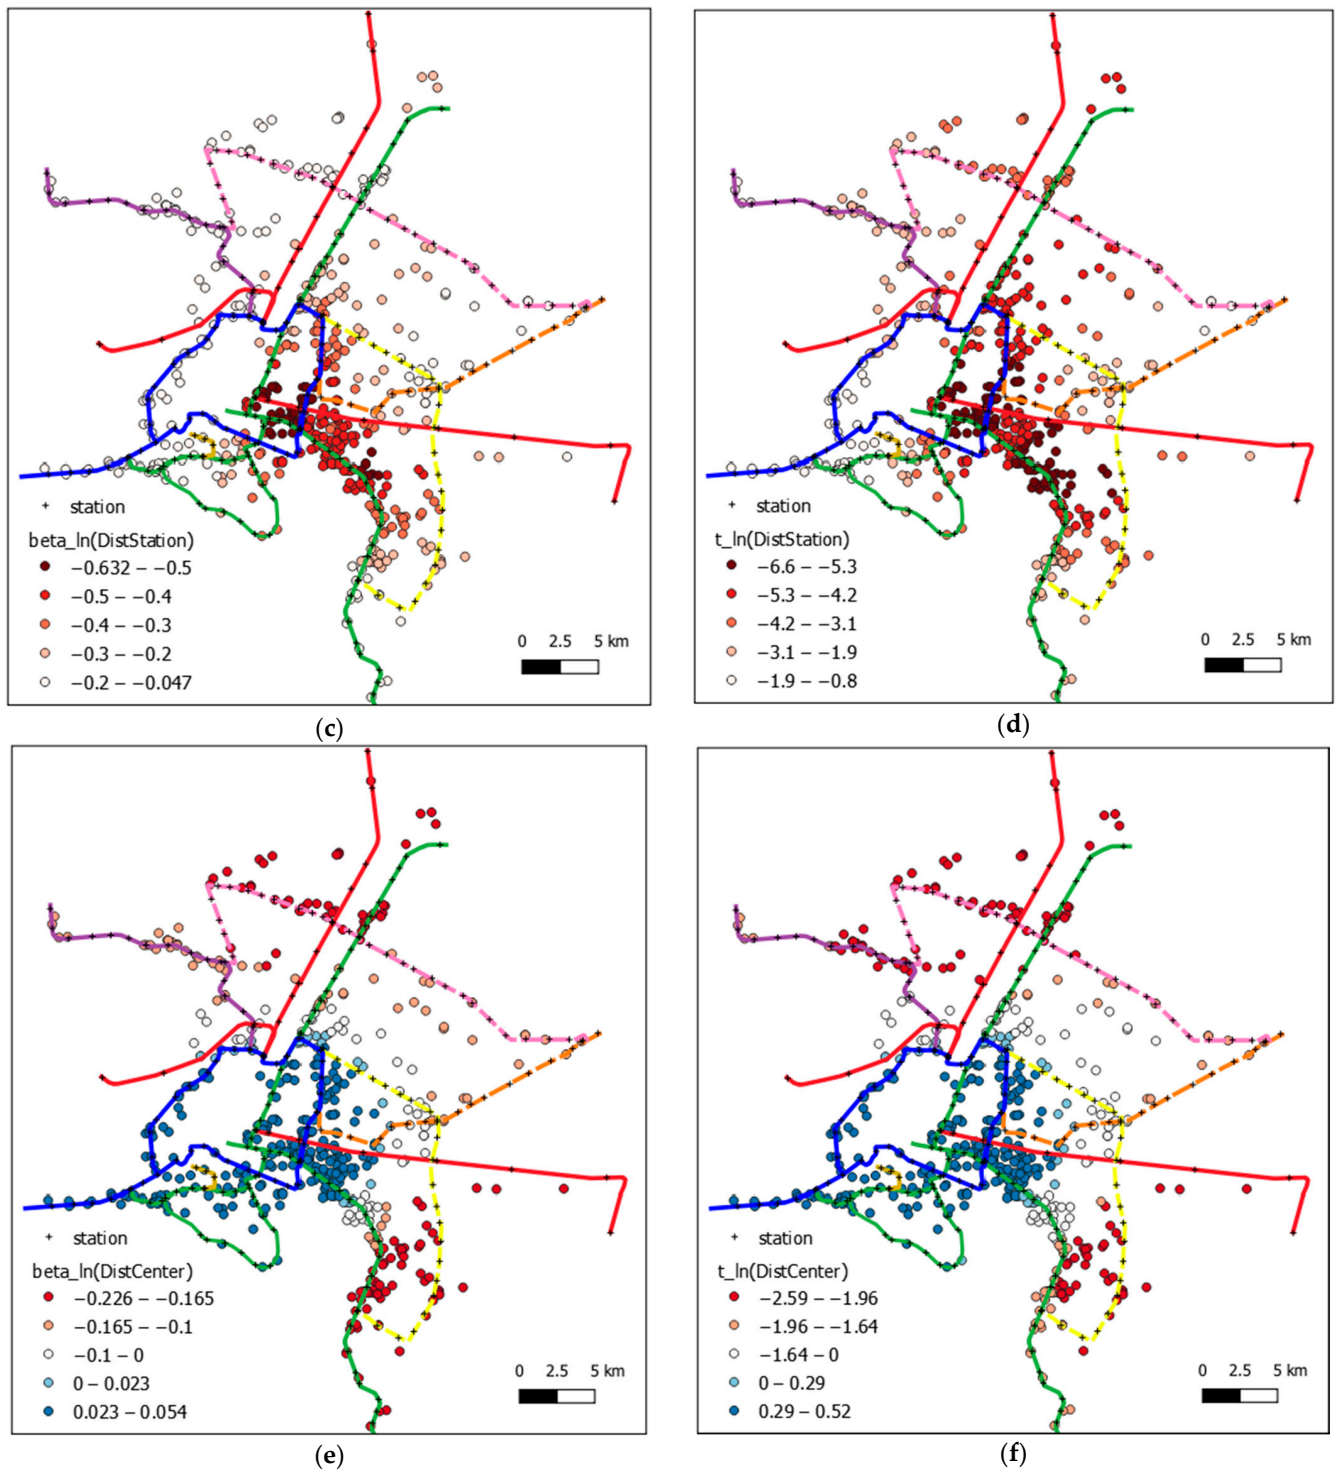 station
beta_ln(DistStation)
−0.632 – −0.5
−0.5 – −0.4
−0.4 – −0.3
−0.3 – −0.2
−0.2 – −0.047
0 2.5 5 km
(c)
station
t_ln(DistStation)
−6.6 – −5.3
−5.3 – −4.2
−4.2 – −3.1
−3.1 – −1.9
−1.9 – −0.8
0 2.5 5 km
(d)
station
beta_ln(DistCenter)
−0.226 – −0.165
−0.165 – −0.1
−0.1 – 0
0 – 0.023
0.023 – 0.054
0 2.5 5 km
(e)
station
t_ln(DistCenter)
−2.59 – −1.96
−1.96 – −1.64
−1.64 – 0
0 – 0.29
0.29 – 0.52
0 2.5 5 km
(f)